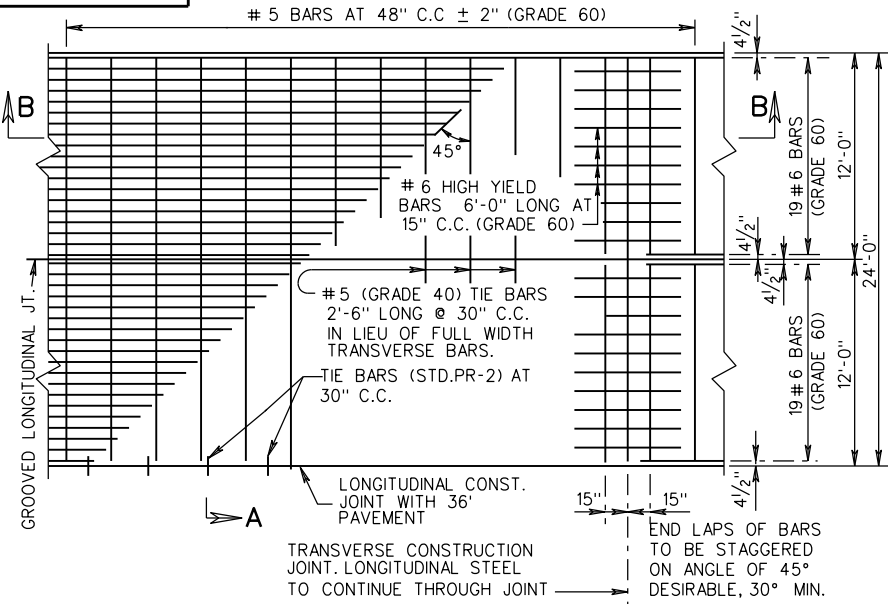 # 5 BARS AT 48" C.C ± 2" (GRADE 60)
4½"
B
B
45°
# 6 HIGH YIELD
BARS 6'-0" LONG AT
15" C.C. (GRADE 60)
19 # 6 BARS
(GRADE 60)
12'-0"
24'-0"
4½"
4½"
GROOVED LONGITUDINAL JT.
# 5 (GRADE 40) TIE BARS
2'-6" LONG @ 30" C.C.
IN LIEU OF FULL WIDTH
TRANSVERSE BARS.
TIE BARS (STD.PR-2) AT
30" C.C.
19 # 6 BARS
(GRADE 60)
12'-0"
4½"
A
LONGITUDINAL CONST.
JOINT WITH 36'
PAVEMENT
15"
15"
TRANSVERSE CONSTRUCTION
JOINT. LONGITUDINAL STEEL
TO CONTINUE THROUGH JOINT
END LAPS OF BARS
TO BE STAGGERED
ON ANGLE OF 45°
DESIRABLE, 30° MIN.